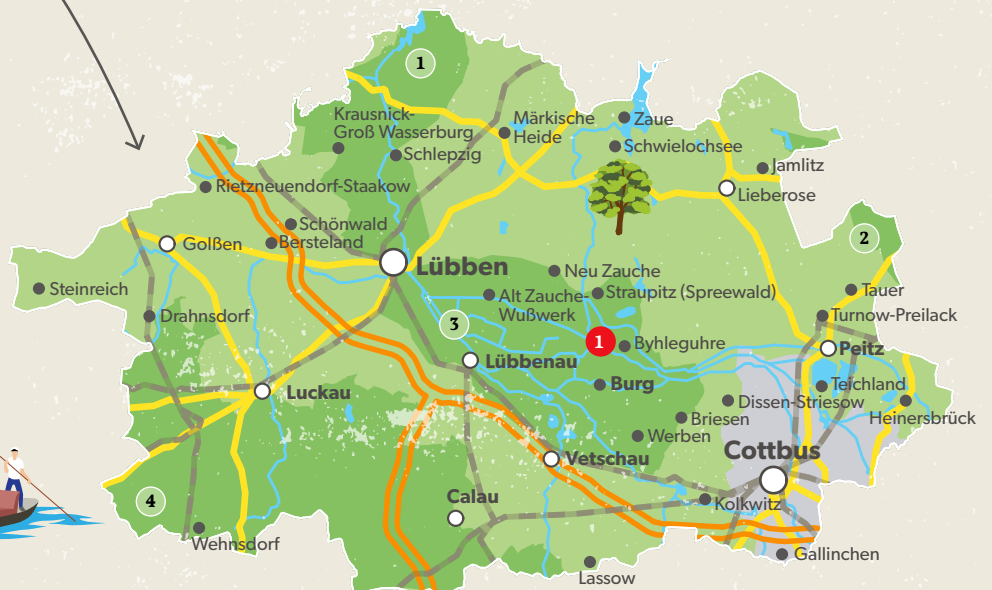 1
Krausnick-
Groß Wasserburg
Schlepzig
Märkische
Heide
Zaue
Schwielochsee
Jamlitz
Lieberose
Rietzneuendorf-Staakow
Schönwald
Bersteland
Golßen
2
Lübben
Neu Zauche
Steinreich
Alt Zauche-
Wußwerk
Straupitz (Spreewald)
Tauer
Drahnsdorf
Turnow-Preilack
3
1
Byhleguhre
Peitz
Lübbenau
Burg
Teichland
Luckau
Dissen-Striesow
Heinersbrück
Briesen
Werben
Cottbus
Vetschau
4
Calau
Kolkwitz
Wehnsdorf
Gallinchen
Lassow